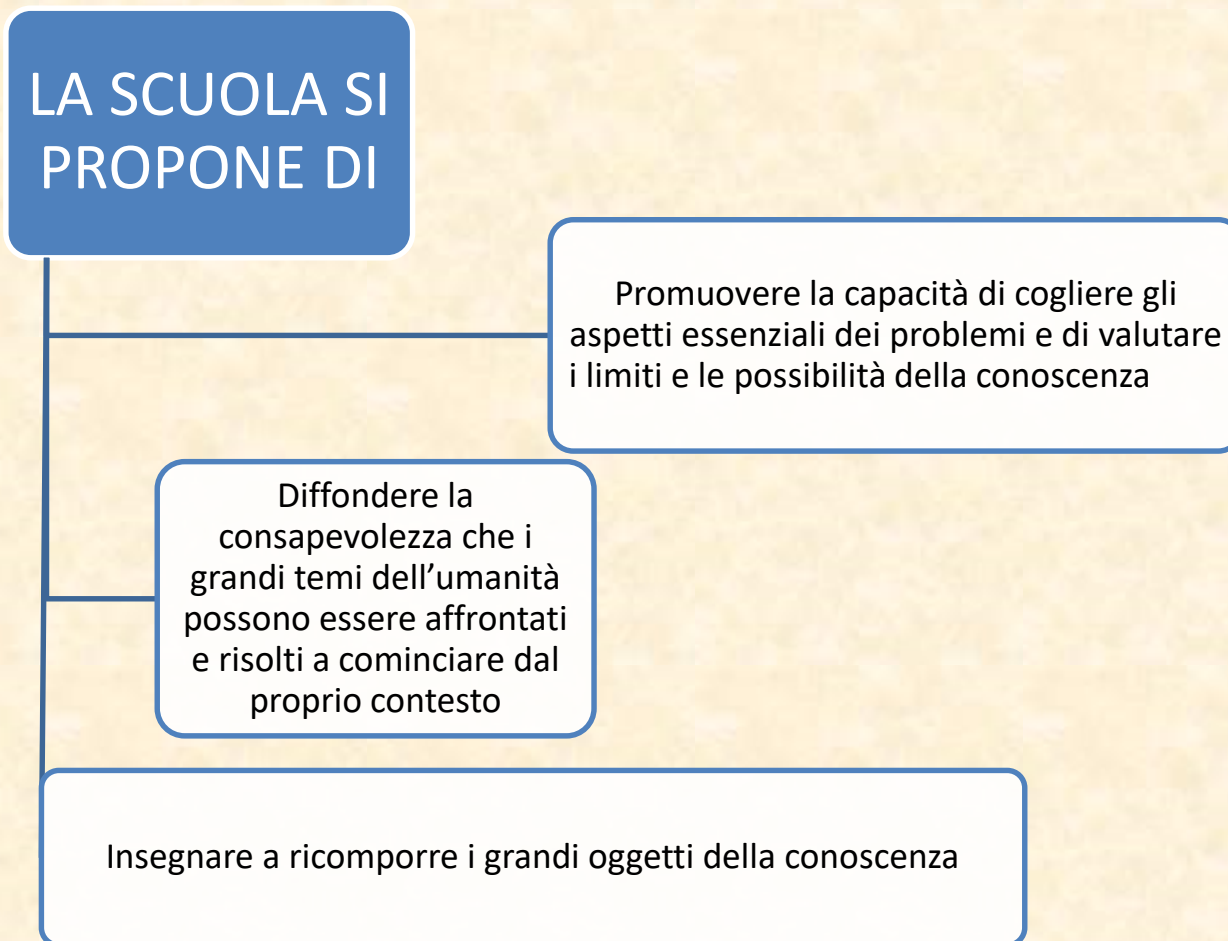 LA SCUOLA SI
PROPONE DI
Promuovere la capacità di cogliere gli
aspetti essenziali dei problemi e di valutare
i limiti e le possibilità della conoscenza
Diffondere la
consapevolezza che i
grandi temi dell’umanità
possono essere affrontati
e risolti a cominciare dal
proprio contesto
Insegnare a ricomporre i grandi oggetti della conoscenza